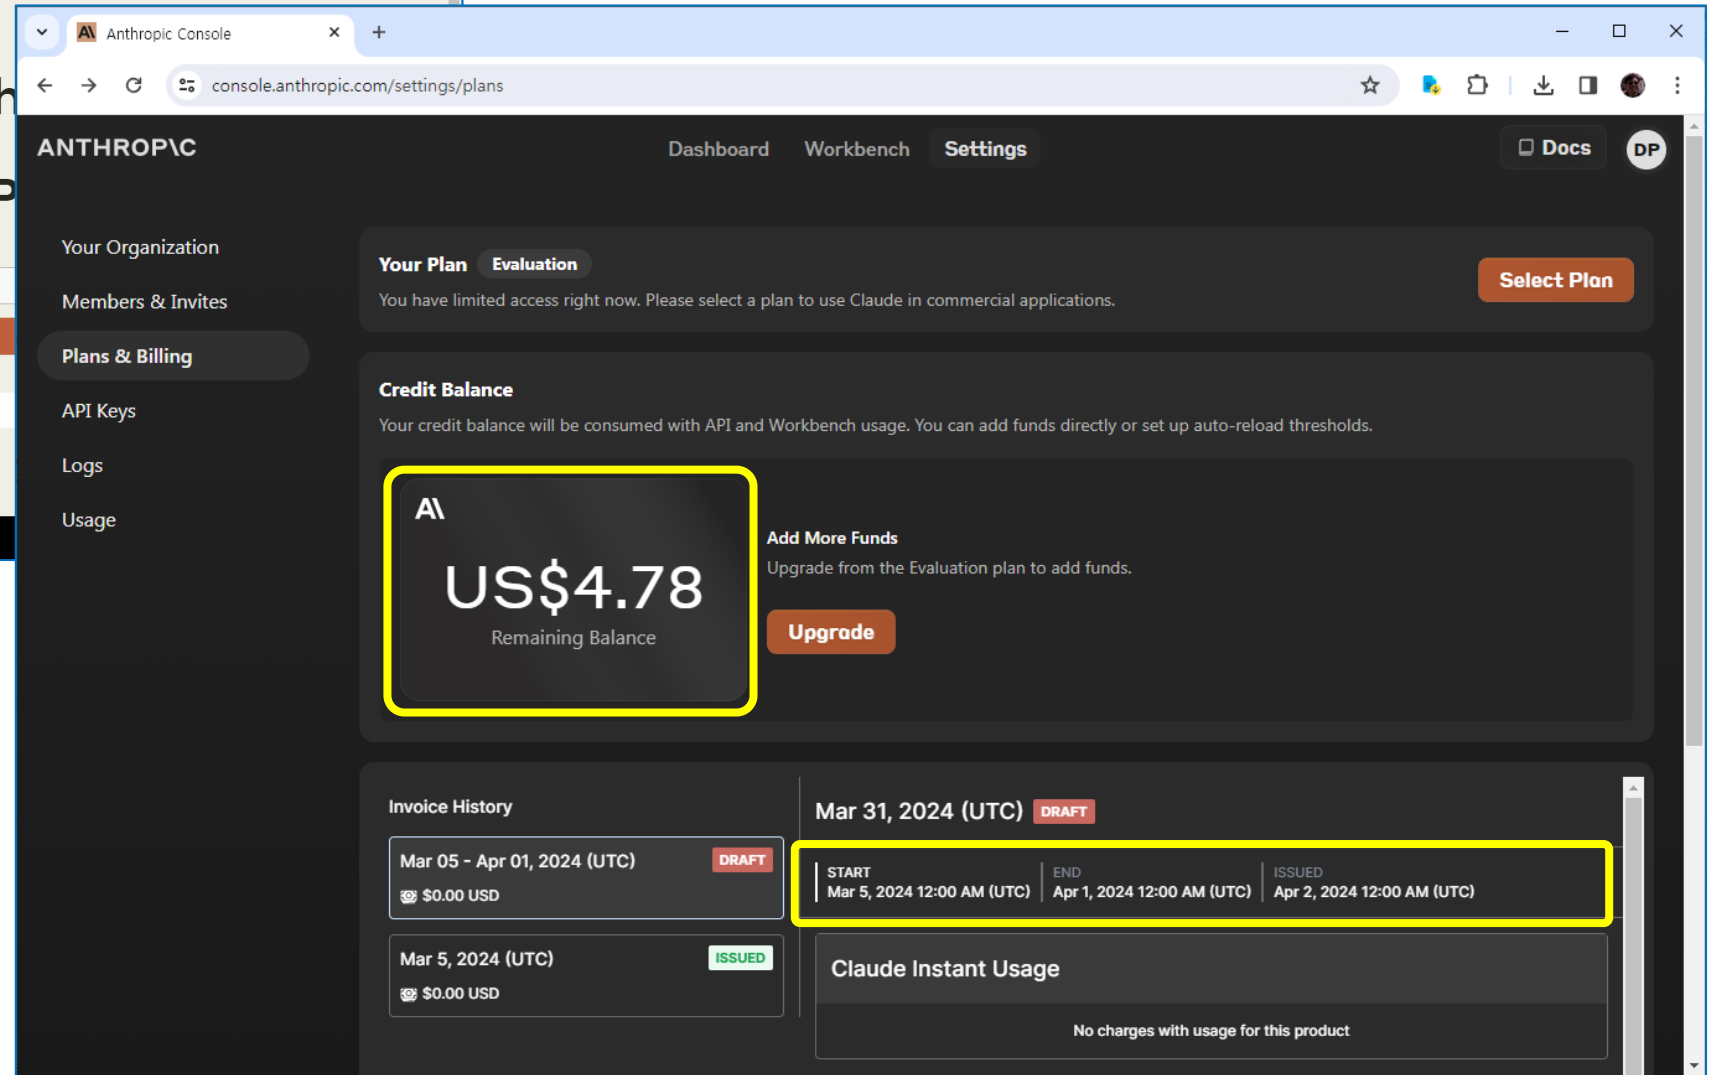 Anthropic Console
console.anthropic.com/settings/plans
ANTHROP\C
Dashboard
Workbench
Settings
Docs
DP
Your Organization
Members & Invites
Plans & Billing
API Keys
Logs
Usage
Your Plan
Evaluation
You have limited access right now. Please select a plan to use Claude in commercial applications.
Select Plan
Credit Balance
Your credit balance will be consumed with API and Workbench usage. You can add funds directly or set up auto-reload thresholds.
A\
US$4.78
Remaining Balance
Add More Funds
Upgrade from the Evaluation plan to add funds.
Upgrade
Invoice History
Mar 05 - Apr 01, 2024 (UTC)
DRAFT
$0.00 USD
Mar 5, 2024 (UTC)
ISSUED
$0.00 USD
Mar 31, 2024 (UTC)
DRAFT
START
Mar 5, 2024 12:00 AM (UTC)
END
Apr 1, 2024 12:00 AM (UTC)
ISSUED
Apr 2, 2024 12:00 AM (UTC)
Claude Instant Usage
No charges with usage for this product